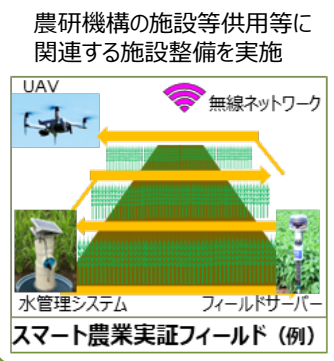 農研機構の施設等供用等に
関連する施設整備を実施
UAV
無線ネットワーク
水管理システム
フィールドサーバー
スマート農業実証フィールド（例）